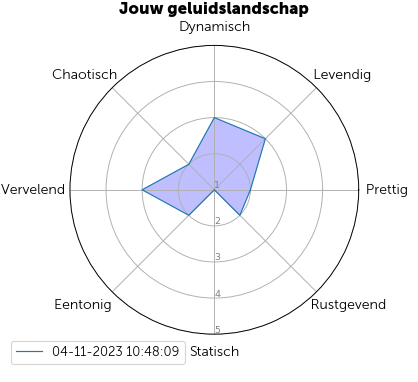 Jouw geluidslandschap
Dynamisch
Chaotisch
Levendig
Vervelend
1
Prettig
2
3
4
Eentonig
Rustgevend
5
04-11-2023 10:48:09
Statisch